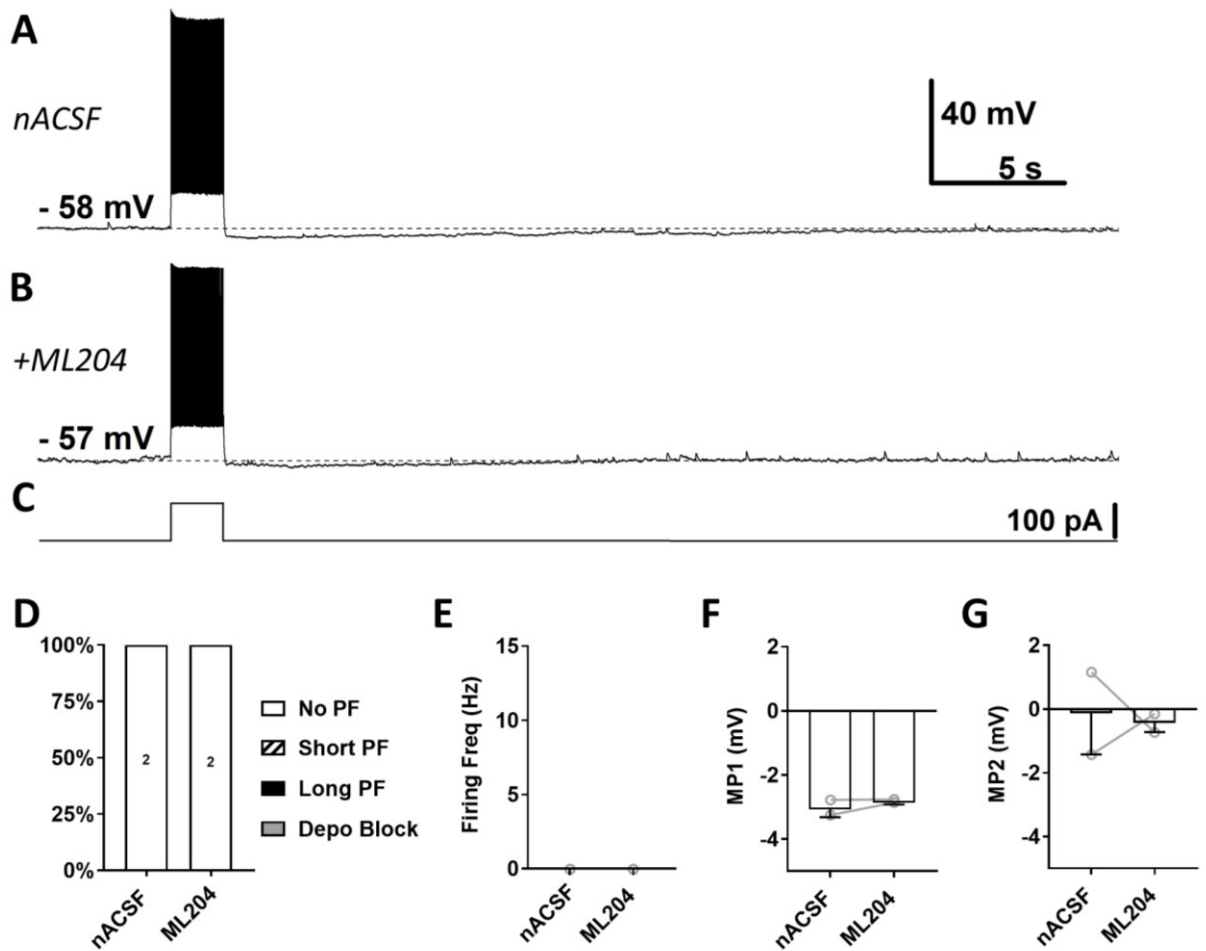 A
nACSF
40 mV
5 s
- 58 mV
B
+ML204
- 57 mV
C
100 pA
D
100%
75%
50%
25%
0%
2
2
nACSF
ML204
No PF
Short PF
Long PF
Depo Block
E
Firing Freq (Hz)
15
10
5
0
nACSF
ML204
F
MP1 (mV)
2
0
-2
-4
nACSF
ML204
G
MP2 (mV)
2
0
-2
-4
nACSF
ML204